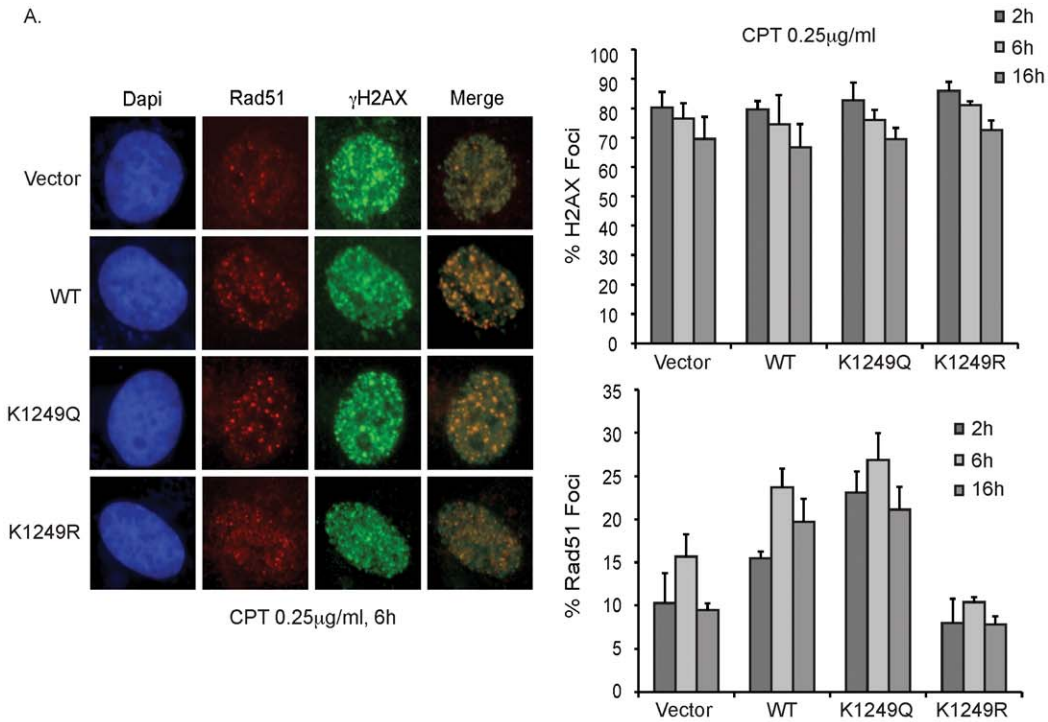 A.
Dapi Rad51 γH2AX Merge
Vector
WT
K1249Q
K1249R
CPT 0.25µg/ml, 6h
CPT 0.25µg/ml
2h
6h
16h
% H2AX Foci
100
90
80
70
60
50
40
30
20
10
0
Vector WT K1249Q K1249R
2h
6h
16h
% Rad51 Foci
35
30
25
20
15
10
5
0
Vector WT K1249Q K1249R